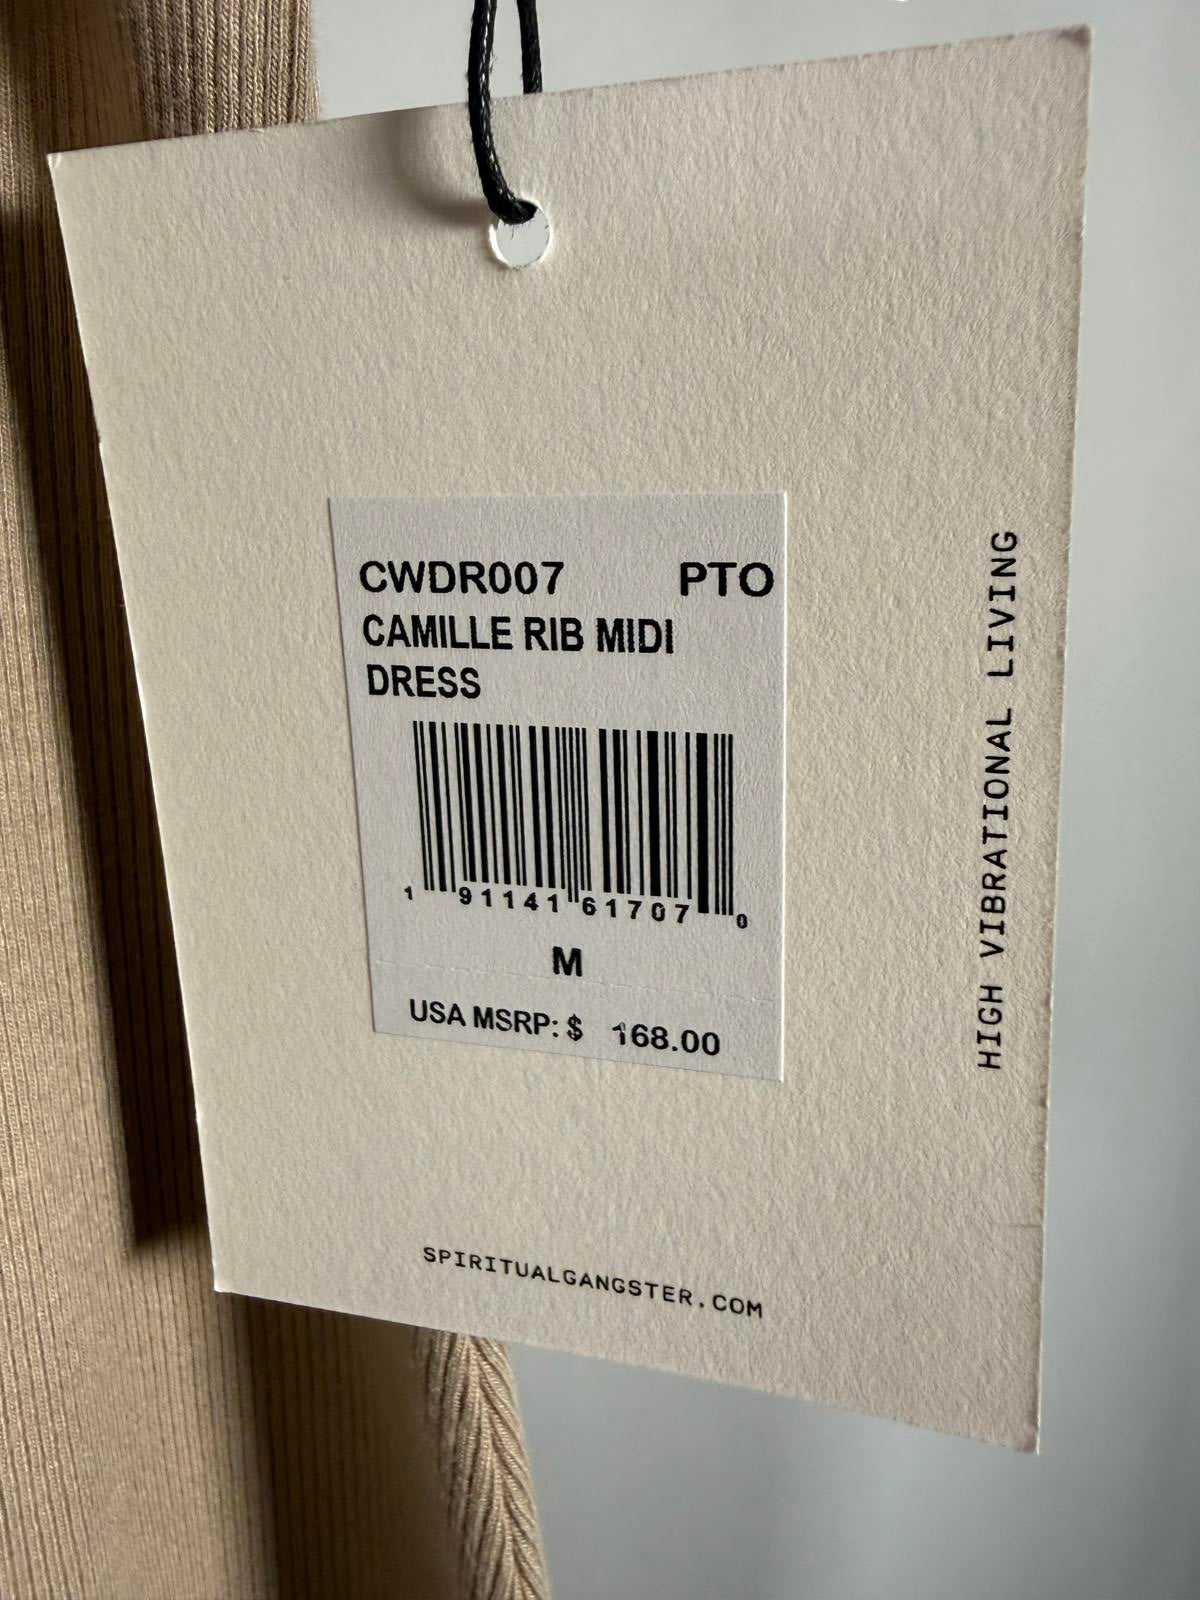 CWDR007 PTO
CAMILLE RIB MIDI
DRESS
1 91141 61707 0
M
USA MSRP: $ 168.00
HIGH VIBRATIONAL LIVING
SPIRITUALGANGSTER.COM